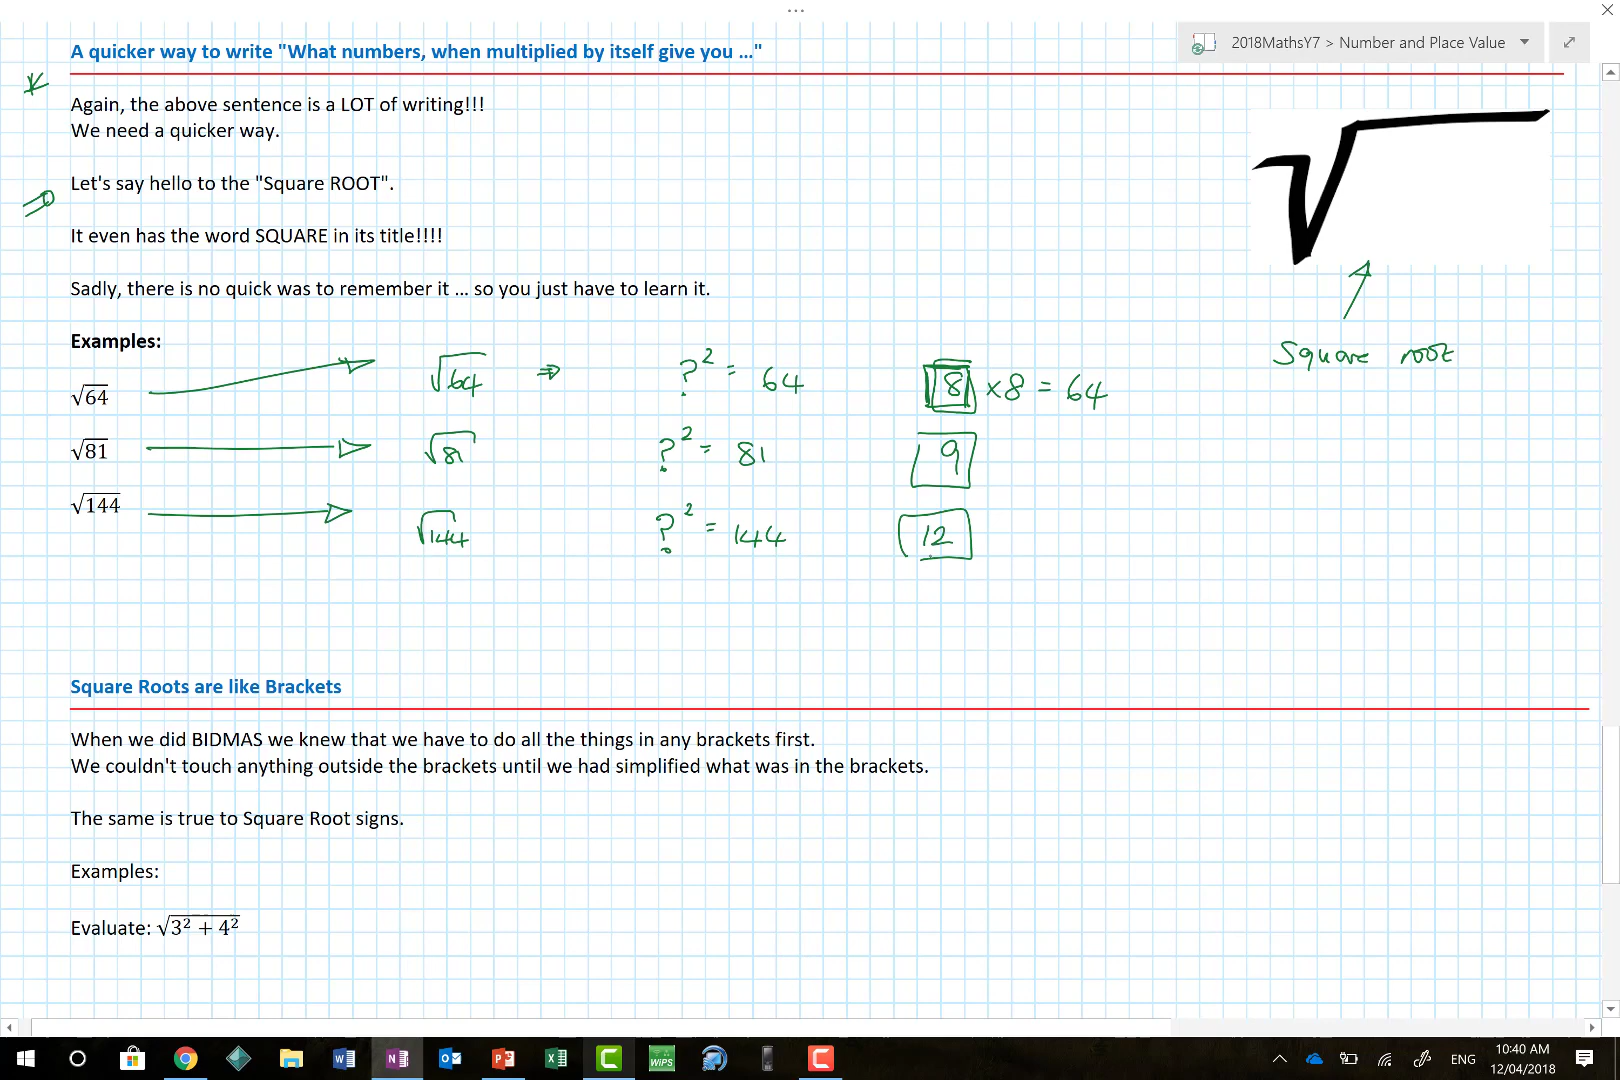 A quicker way to write "What numbers, when multiplied by itself give you ..."
2018MathsY7 > Number and Place Value
Again, the above sentence is a LOT of writing!!!
We need a quicker way.
Let's say hello to the "Square ROOT".
It even has the word SQUARE in its title!!!!
Sadly, there is no quick was to remember it ... so you just have to learn it.
√
Square root
Examples:
√64 √64 ⇒ ?² = 64 8 ×8 = 64
√81 √81 ?² = 81 9
√144 √144 ?² = 144 12
Square Roots are like Brackets
When we did BIDMAS we knew that we have to do all the things in any brackets first.
We couldn't touch anything outside the brackets until we had simplified what was in the brackets.
The same is true to Square Root signs.
Examples:
Evaluate: √3² + 4²
WiPS
ENG
10:40 AM
12/04/2018